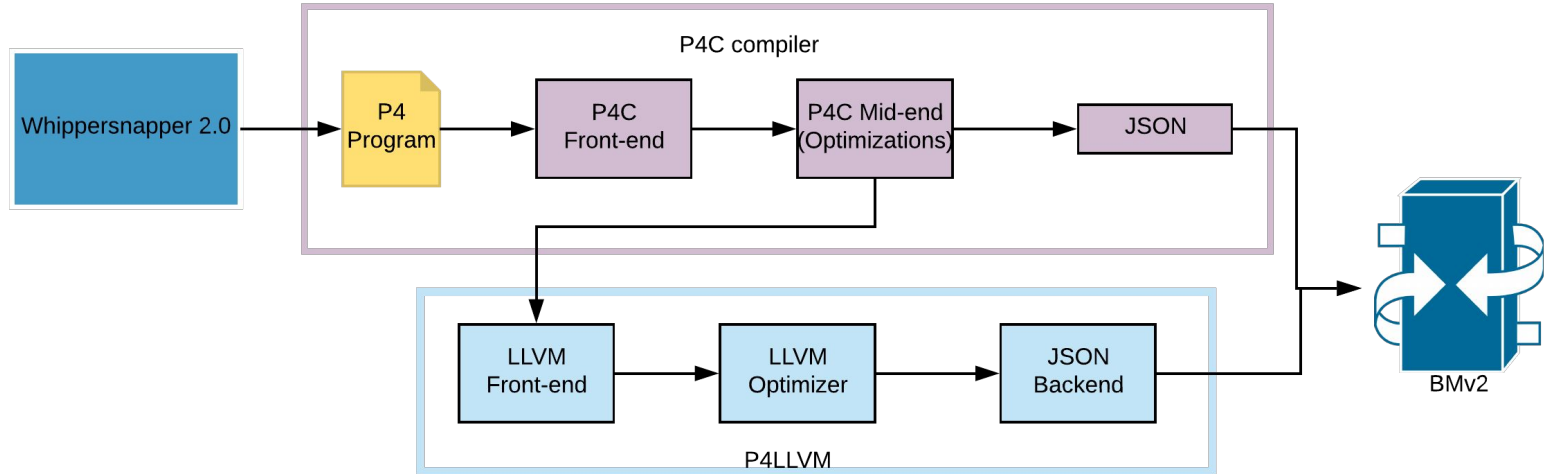 P4C compiler
Whippersnapper 2.0
P4
Program
P4C
Front-end
P4C Mid-end
(Optimizations)
JSON
LLVM
Front-end
LLVM
Optimizer
JSON
Backend
P4LLVM
BMv2